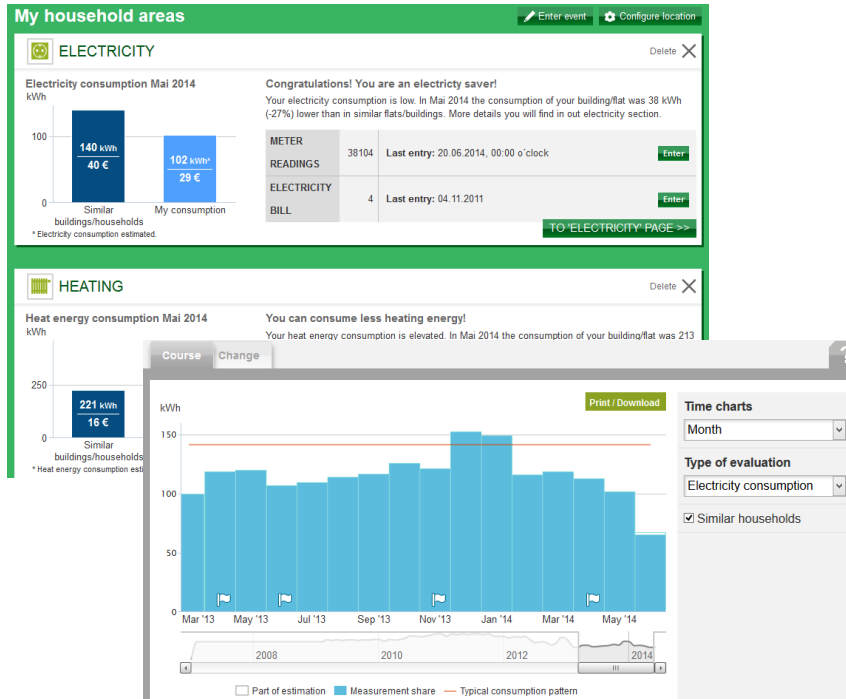 My household areas
Enter event
Configure location
ELECTRICITY
Delete
Electricity consumption Mai 2014
kWh
100
0
140 kWh
40 €
102 kWh*
29 €
Similar
buildings/households
My consumption
* Electricity consumption estimated.
Congratulations! You are an electricty saver!
Your electricity consumption is low. In Mai 2014 the consumption of your building/flat was 38 kWh
(-27%) lower than in similar flats/buildings. More details you will find in out electricity section.
METER
READINGS
38104
Last entry: 20.06.2014, 00:00 o´clock
Enter
ELECTRICITY
BILL
4
Last entry: 04.11.2011
Enter
TO 'ELECTRICITY' PAGE >>
HEATING
Delete
Heat energy consumption Mai 2014
kWh
250
0
221 kWh
16 €
Similar
buildings/households
* Heat energy consumption esti
You can consume less heating energy!
Your heat energy consumption is elevated. In Mai 2014 the consumption of your building/flat was 213
Course
Change
?
kWh
Print / Download
150
100
50
0
Mar '13
May '13
Jul '13
Sep '13
Nov '13
Jan '14
Mar '14
May '14
2008
2010
2012
2014
Part of estimation
Measurement share
Typical consumption pattern
Time charts
Month
Type of evaluation
Electricity consumption
Similar households